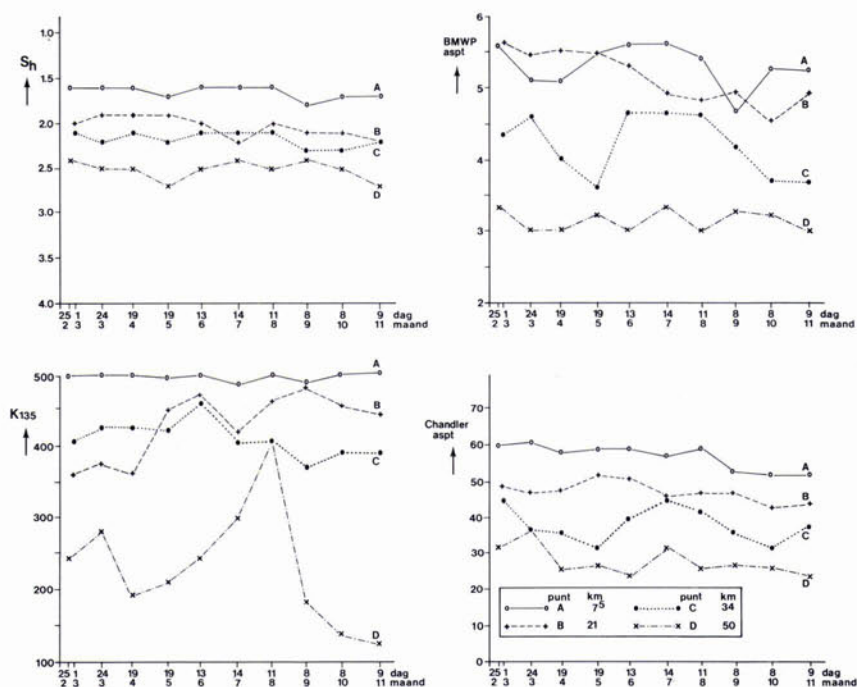 1.0
Sh
1.5
A
2.0
B
C
2.5
D
3.0
3.5
4.0
25 1 24 19 19 13 14 11 8 8 9 dag
2 3 3 4 5 6 7 8 9 10 11 maand
6
BMWP
aspt
A
5
B
4
C
3
D
2
25 1 24 19 19 13 14 11 8 8 9 dag
2 3 3 4 5 6 7 8 9 10 11 maand
A
500
K135
B
400
C
300
200
D
100
25 1 24 19 19 13 14 11 8 8 9 dag
2 3 3 4 5 6 7 8 9 10 11 maand
70
Chandler
aspt
60
A
50
B
40
C
30
D
20
10
0
punt km punt km
A 7⁵ C 34
B 21 D 50
25 1 24 19 19 13 14 11 8 8 9 dag
2 3 3 4 5 6 7 8 9 10 11 maand